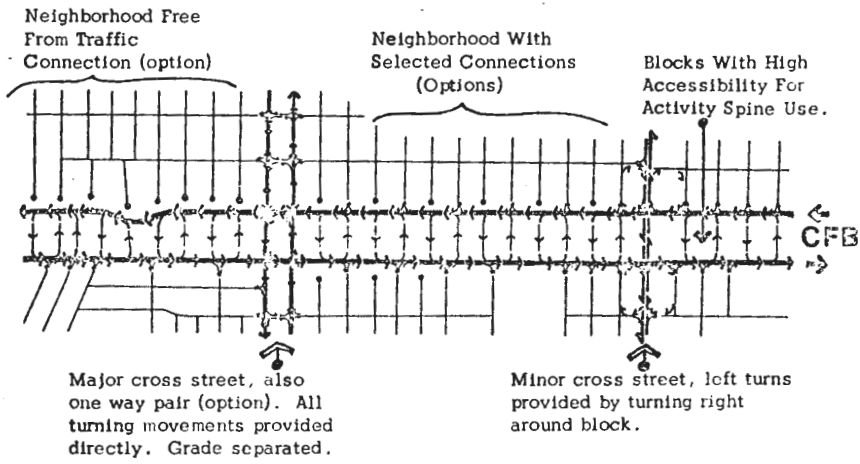 Neighborhood Free
From Traffic
Connection (option)
Neighborhood With
Selected Connections
(Options)
Blocks With High
Accessibility For
Activity Spine Use.
CFB
Major cross street, also
one way pair (option). All
turning movements provided
directly. Grade separated.
Minor cross street, left turns
provided by turning right
around block.